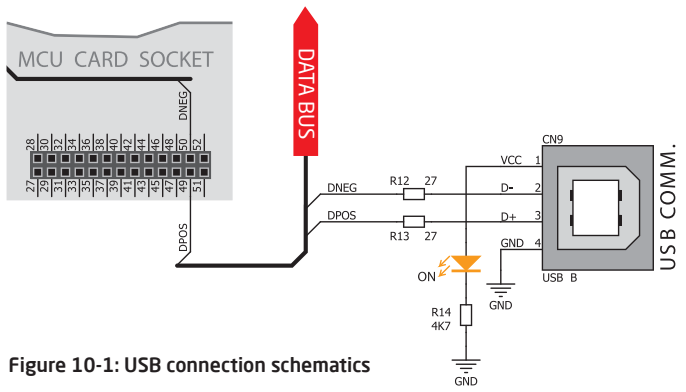 MCU CARD SOCKET
DNEG
28 30 32 34 36 38 40 42 44 46 48 50 52
27 29 31 33 35 37 39 41 43 45 47 49 51
DPOS
DATA BUS
DNEG
R12 27
DPOS
R13 27
CN9
VCC 1
D- 2
D+ 3
GND 4
USB B
USB COMM.
ON
GND
R14
4K7
GND
Figure 10-1: USB connection schematics